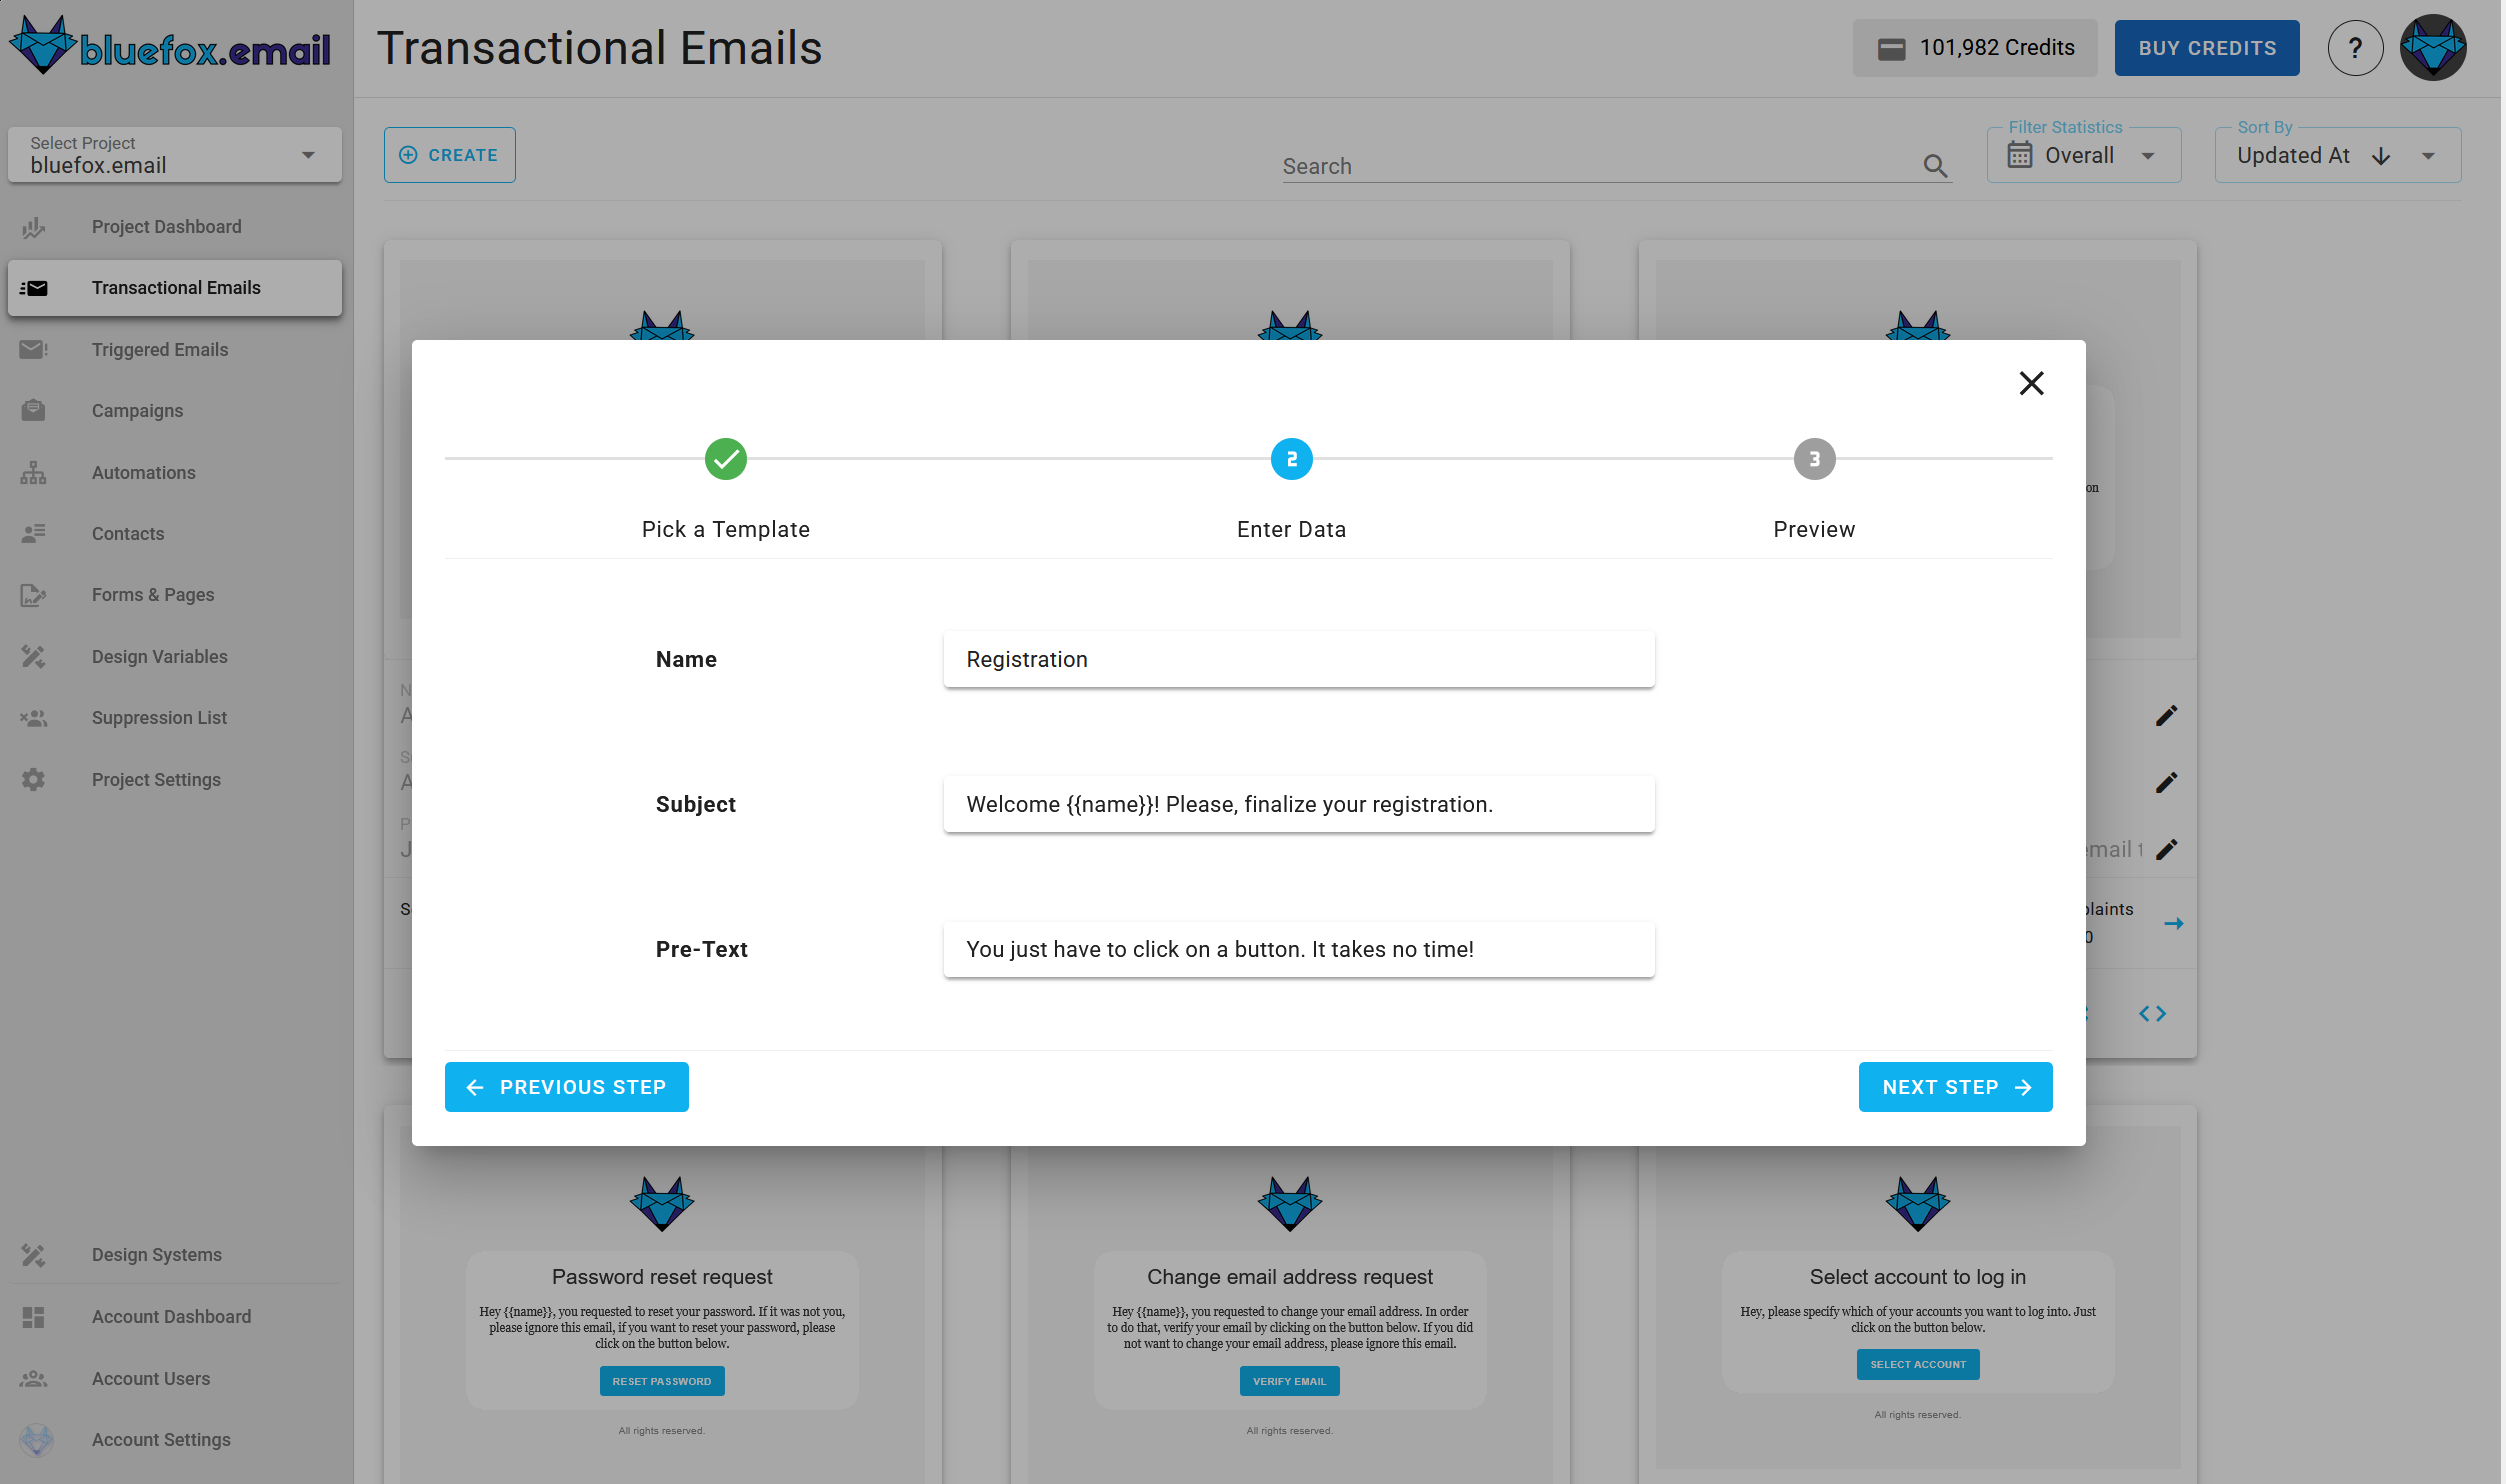 bluefox.email
Transactional Emails
101,982 Credits
BUY CREDITS
?
Select Project
bluefox.email
Project Dashboard
Transactional Emails
Triggered Emails
Campaigns
Automations
Contacts
Forms & Pages
Design Variables
Suppression List
Project Settings
Design Systems
Account Dashboard
Account Users
Account Settings
CREATE
Search
Filter Statistics
Overall
Sort By
Updated At
2
3
Pick a Template
Enter Data
Preview
Name
Registration
Subject
Welcome {{name}}! Please, finalize your registration.
Pre-Text
You just have to click on a button. It takes no time!
PREVIOUS STEP
NEXT STEP
on
email t
plaints
0
Password reset request
Hey {{name}}, you requested to reset your password. If it was not you,
please ignore this email, if you want to reset your password, please
click on the button below.
RESET PASSWORD
All rights reserved.
Change email address request
Hey {{name}}, you requested to change your email address. In order
to do that, verify your email by clicking on the button below. If you did
not want to change your email address, please ignore this email.
VERIFY EMAIL
All rights reserved.
Select account to log in
Hey, please specify which of your accounts you want to log into. Just
click on the button below.
SELECT ACCOUNT
All rights reserved.